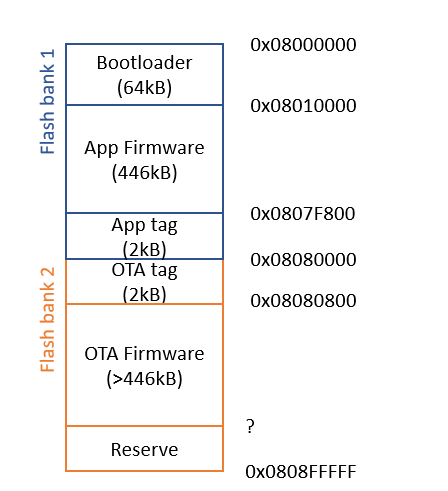 Flash bank 1
Bootloader
(64kB)
App Firmware
(446kB)
App tag
(2kB)
Flash bank 2
OTA tag
(2kB)
OTA Firmware
(>446kB)
Reserve
0x08000000
0x08010000
0x0807F800
0x08080000
0x08080800
?
0x0808FFFFF